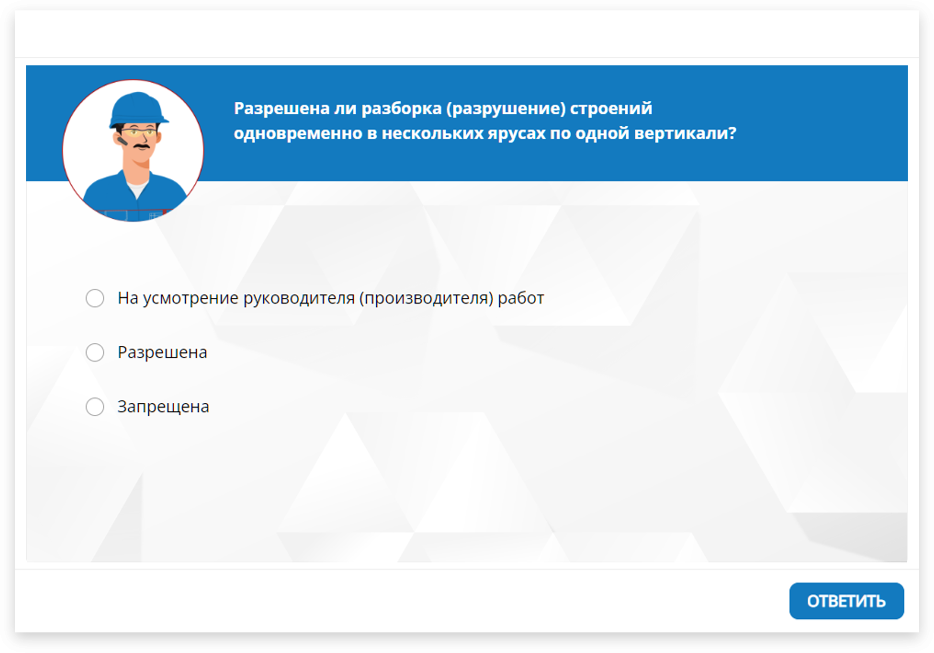 Разрешена ли разборка (разрушение) строений
одновременно в нескольких ярусах по одной вертикали?
На усмотрение руководителя (производителя) работ
Разрешена
Запрещена
ОТВЕТИТЬ